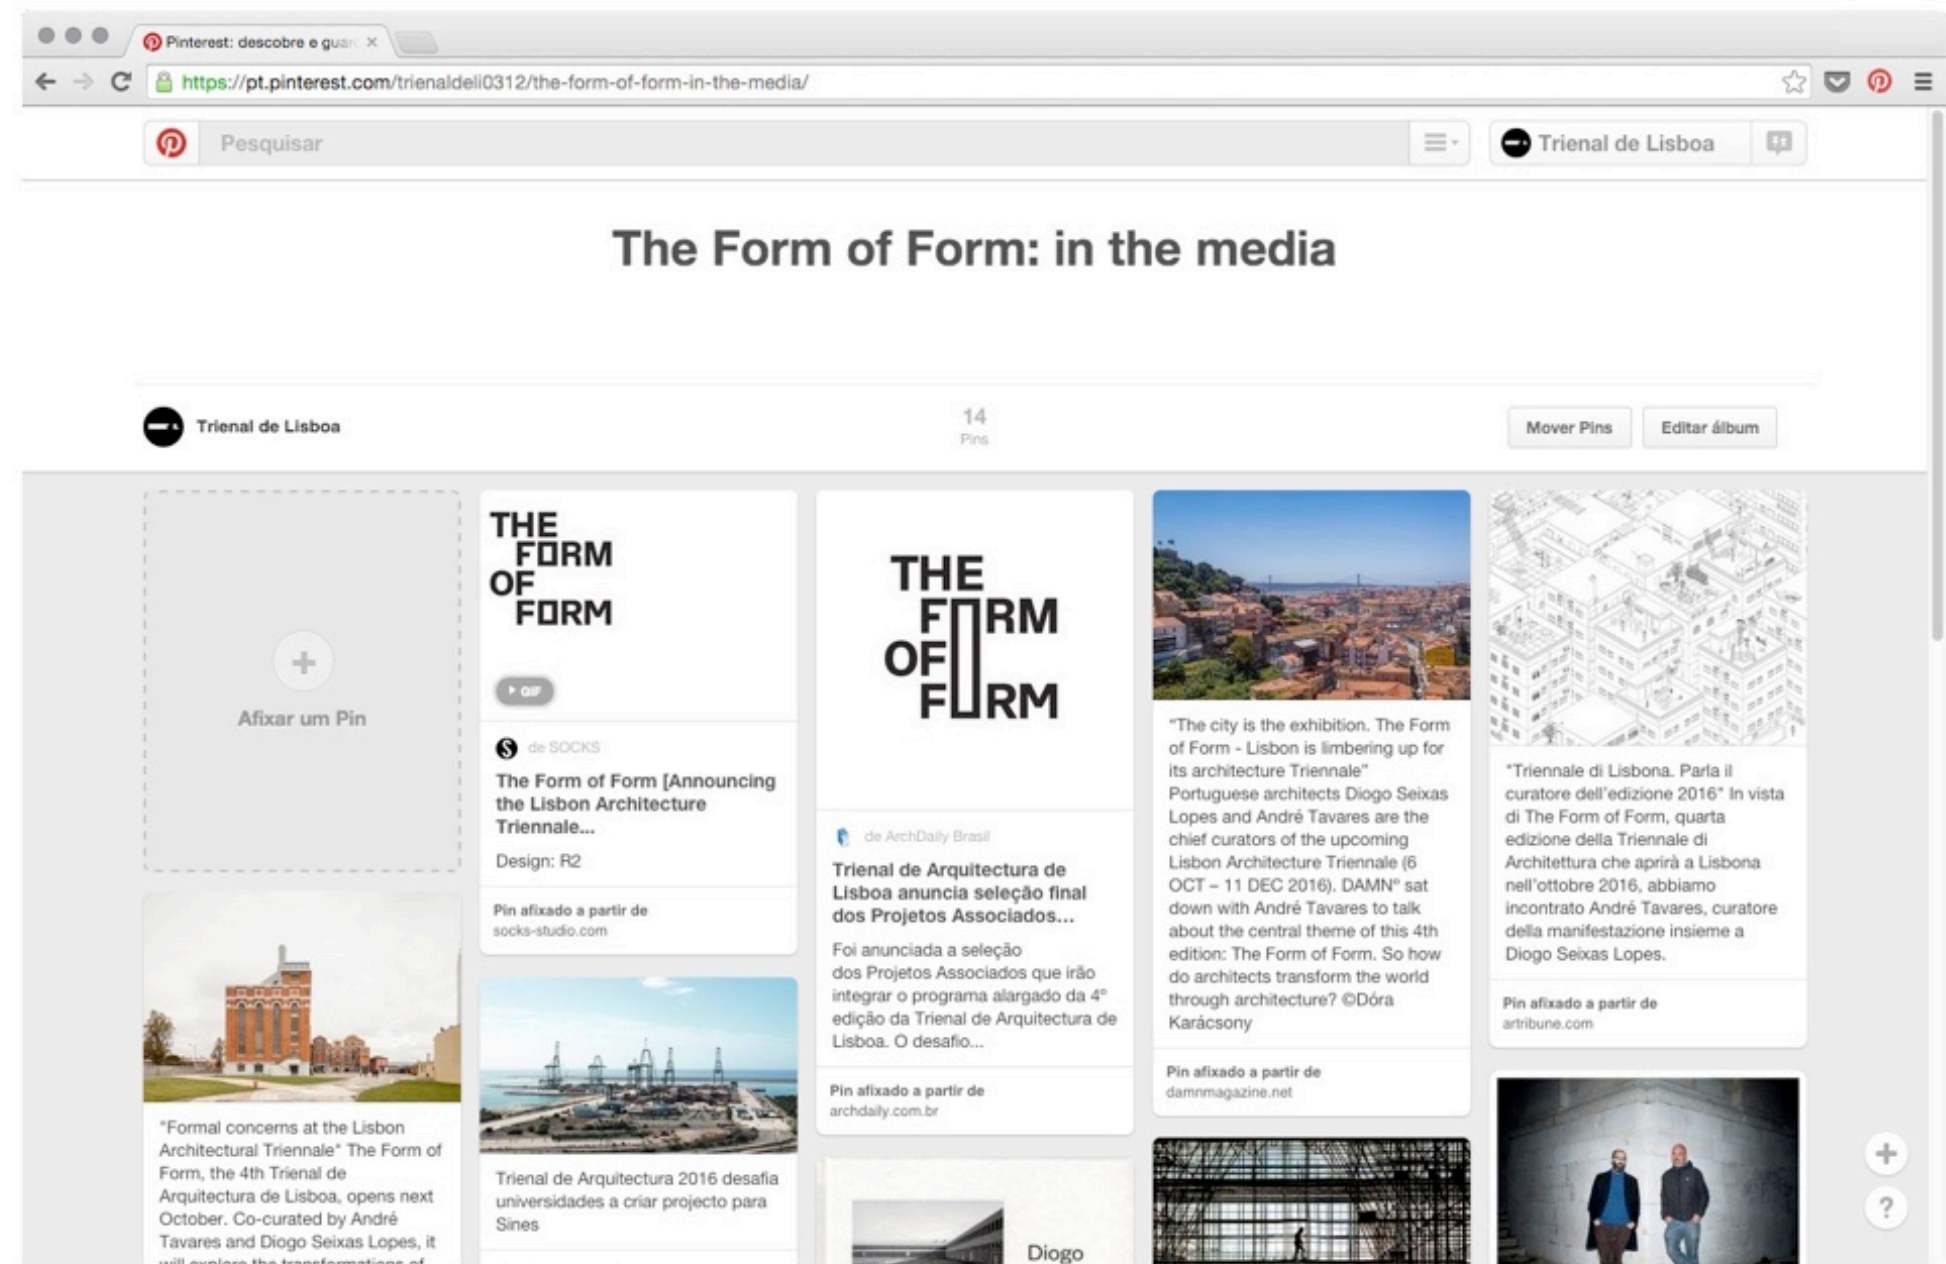 Pinterest: descobre e guar
https://pt.pinterest.com/trienaldeli0312/the-form-of-form-in-the-media/
Pesquisar
Trienal de Lisboa
The Form of Form: in the media
Trienal de Lisboa
14
Pins
Mover Pins
Editar álbum
Afixar um Pin
"Formal concerns at the Lisbon
Architectural Triennale" The Form of
Form, the 4th Trienal de
Arquitectura de Lisboa, opens next
October. Co-curated by André
Tavares and Diogo Seixas Lopes, it
will explore the transformations of
THE
FORM
OF
FORM
GIF
de SOCKS
The Form of Form [Announcing
the Lisbon Architecture
Triennale...
Design: R2
Pin afixado a partir de
socks-studio.com
Trienal de Arquitectura 2016 desafia
universidades a criar projecto para
Sines
THE
FORM
OF
FORM
de ArchDaily Brasil
Trienal de Arquitectura de
Lisboa anuncia seleção final
dos Projetos Associados...
Foi anunciada a seleção
dos Projetos Associados que irão
integrar o programa alargado da 4º
edição da Trienal de Arquitectura de
Lisboa. O desafio...
Pin afixado a partir de
archdaily.com.br
Diogo
"The city is the exhibition. The Form
of Form - Lisbon is limbering up for
its architecture Triennale"
Portuguese architects Diogo Seixas
Lopes and André Tavares are the
chief curators of the upcoming
Lisbon Architecture Triennale (6
OCT – 11 DEC 2016). DAMNº sat
down with André Tavares to talk
about the central theme of this 4th
edition: The Form of Form. So how
do architects transform the world
through architecture? ©Dóra
Karácsony
Pin afixado a partir de
damnmagazine.net
"Triennale di Lisbona. Parla il
curatore dell'edizione 2016" In vista
di The Form of Form, quarta
edizione della Triennale di
Architettura che aprirà a Lisbona
nell'ottobre 2016, abbiamo
incontrato André Tavares, curatore
della manifestazione insieme a
Diogo Seixas Lopes.
Pin afixado a partir de
artribune.com